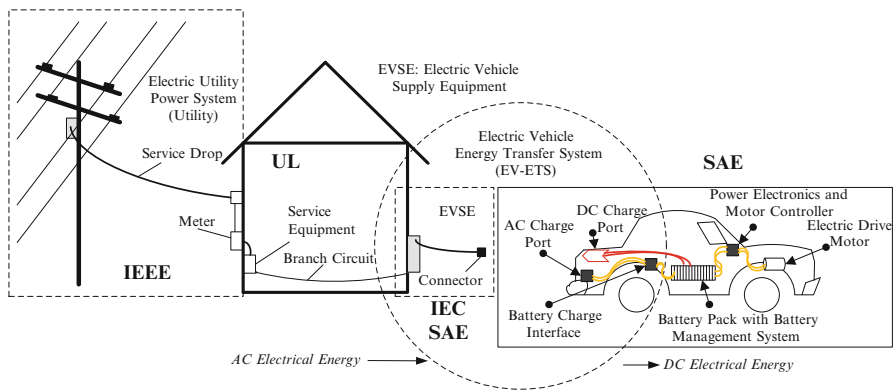 Electric Utility
Power System
(Utility)
Service Drop
Meter
IEEE
UL
Service
Equipment
Branch Circuit
EVSE: Electric Vehicle
Supply Equipment
Electric Vehicle
Energy Transfer System
(EV-ETS)
EVSE
Connector
IEC
SAE
SAE
AC Charge
Port
DC Charge
Port
Power Electronics and
Motor Controller
Electric Drive
Motor
Battery Charge
Interface
Battery Pack with Battery
Management System
AC Electrical Energy
DC Electrical Energy